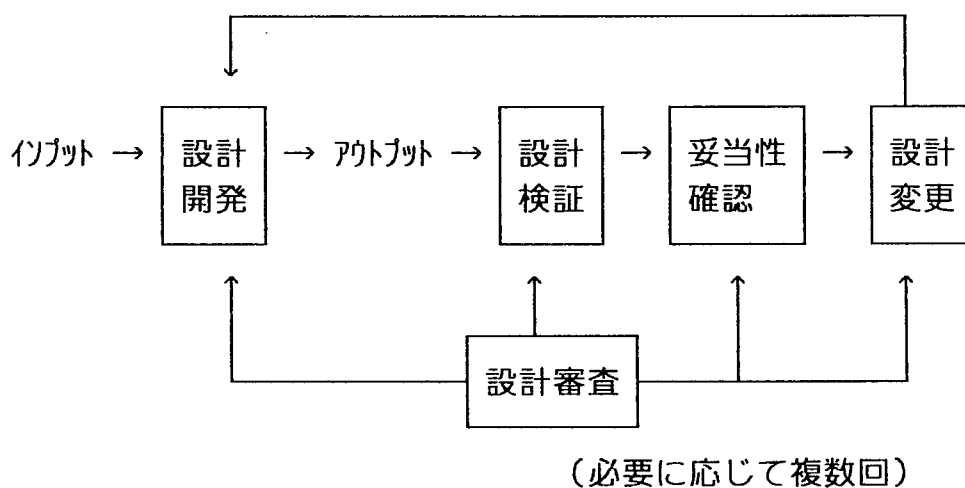 ｲﾝﾌﾟｯﾄ → 設計開発 → ｱｳﾄﾌﾟｯﾄ → 設計検証 → 妥当性確認 → 設計変更
設計審査
（必要に応じて複数回）